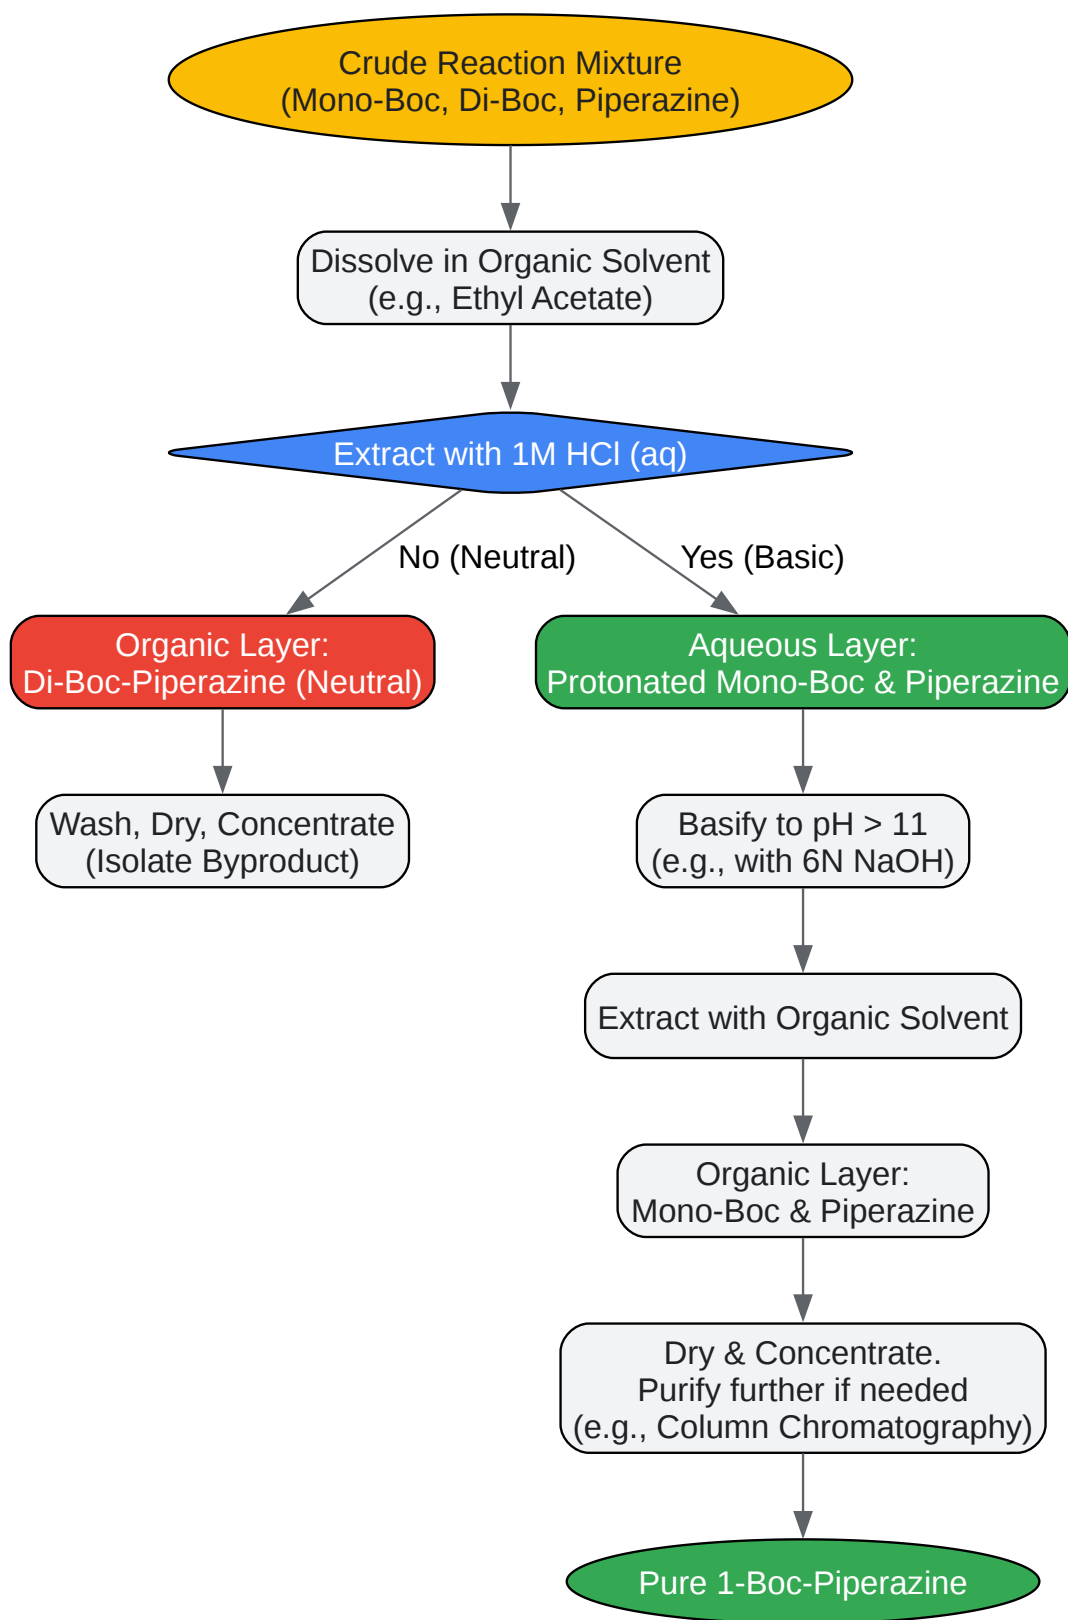 Crude Reaction Mixture
(Mono-Boc, Di-Boc, Piperazine)
Dissolve in Organic Solvent
(e.g., Ethyl Acetate)
Extract with 1M HCl (aq)
No (Neutral)
Yes (Basic)
Organic Layer:
Di-Boc-Piperazine (Neutral)
Aqueous Layer:
Protonated Mono-Boc & Piperazine
Wash, Dry, Concentrate
(Isolate Byproduct)
Basify to pH > 11
(e.g., with 6N NaOH)
Extract with Organic Solvent
Organic Layer:
Mono-Boc & Piperazine
Dry & Concentrate.
Purify further if needed
(e.g., Column Chromatography)
Pure 1-Boc-Piperazine